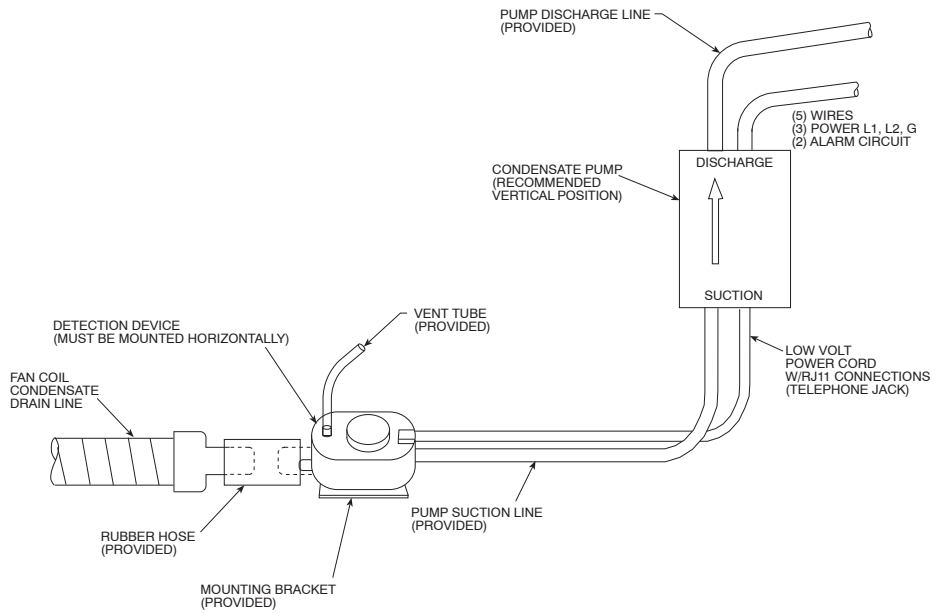 PUMP DISCHARGE LINE
(PROVIDED)
(5) WIRES
(3) POWER L1, L2, G
(2) ALARM CIRCUIT
DISCHARGE
CONDENSATE PUMP
(RECOMMENDED
VERTICAL POSITION)
SUCTION
VENT TUBE
(PROVIDED)
DETECTION DEVICE
(MUST BE MOUNTED HORIZONTALLY)
LOW VOLT
POWER CORD
W/RJ11 CONNECTIONS
(TELEPHONE JACK)
FAN COIL
CONDENSATE
DRAIN LINE
PUMP SUCTION LINE
(PROVIDED)
RUBBER HOSE
(PROVIDED)
MOUNTING BRACKET
(PROVIDED)